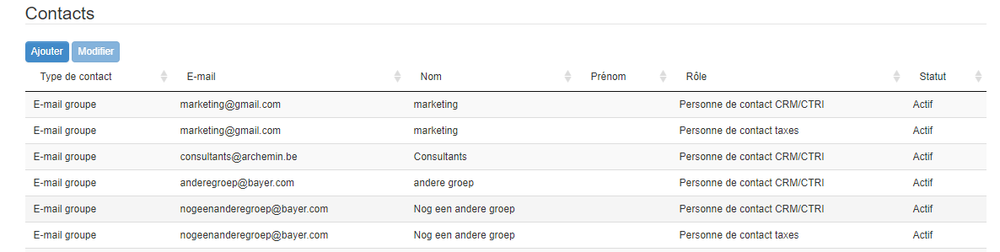 Contacts
Ajouter Modifier
Type de contact E-mail Nom Prénom Rôle Statut
E-mail groupe marketing@gmail.com marketing Personne de contact CRM/CTRI Actif
E-mail groupe marketing@gmail.com marketing Personne de contact taxes Actif
E-mail groupe consultants@archemin.be Consultants Personne de contact CRM/CTRI Actif
E-mail groupe anderegroep@bayer.com andere groep Personne de contact CRM/CTRI Actif
E-mail groupe nogeenanderegroep@bayer.com Nog een andere groep Personne de contact CRM/CTRI Actif
E-mail groupe nogeenanderegroep@bayer.com Nog een andere groep Personne de contact taxes Actif